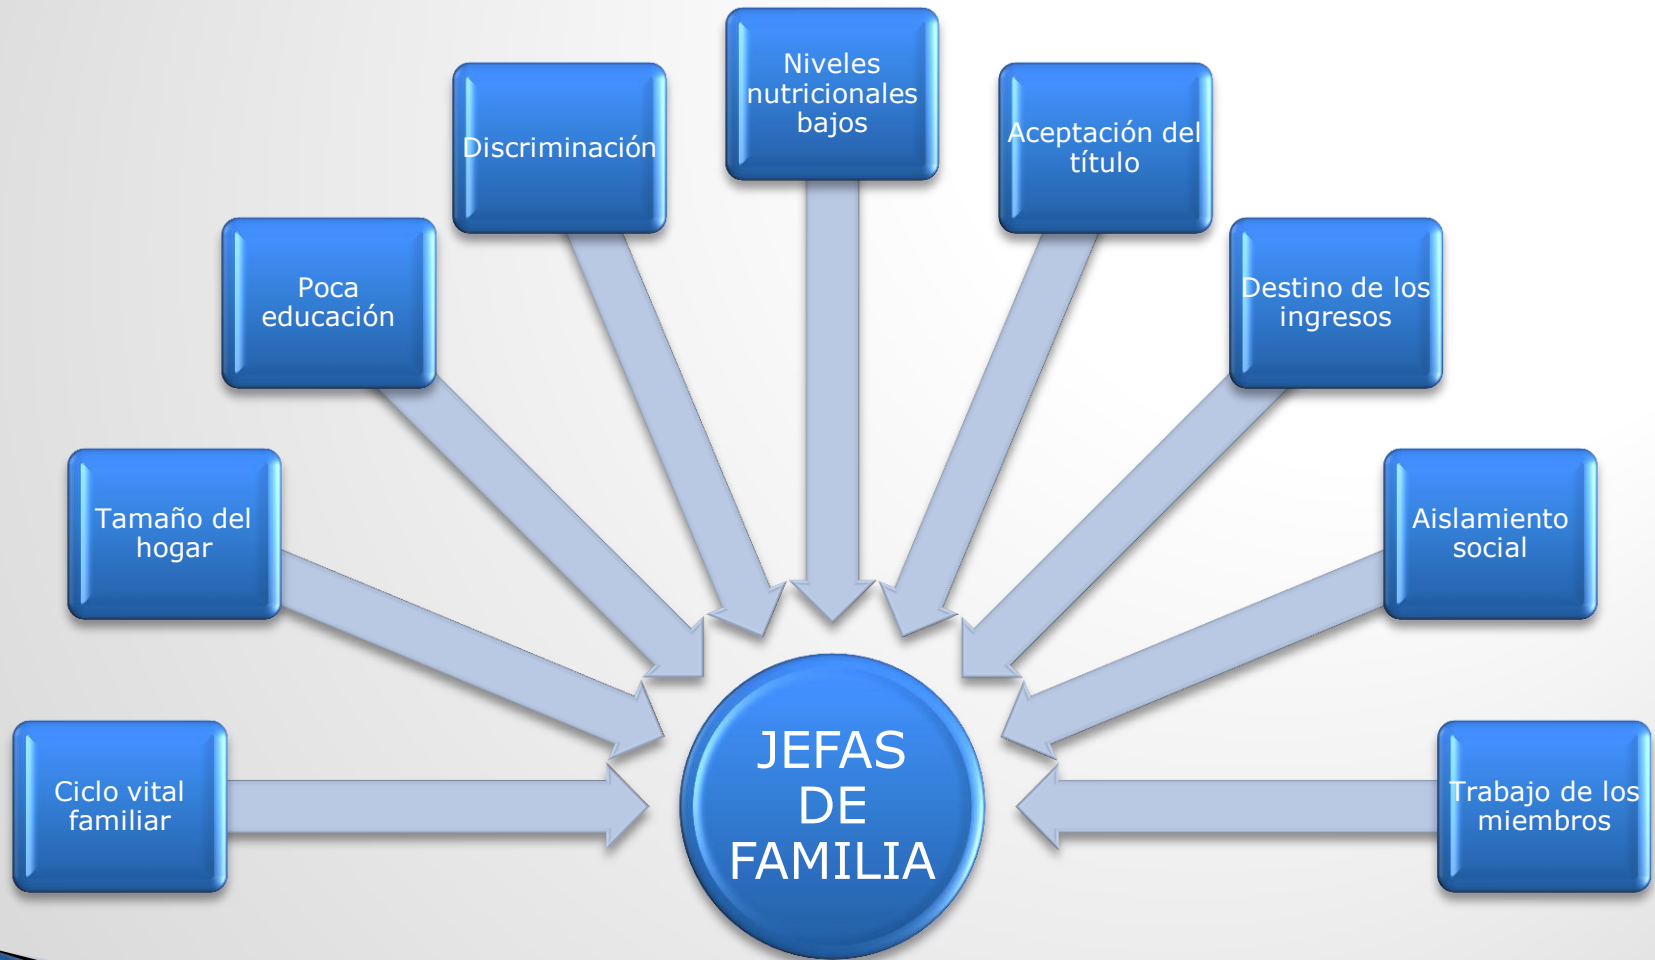 Niveles
nutricionales
bajos
Discriminación
Aceptación del
título
Poca
educación
Destino de los
ingresos
Tamaño del
hogar
Aislamiento
social
Ciclo vital
familiar
JEFAS
DE
FAMILIA
Trabajo de los
miembros